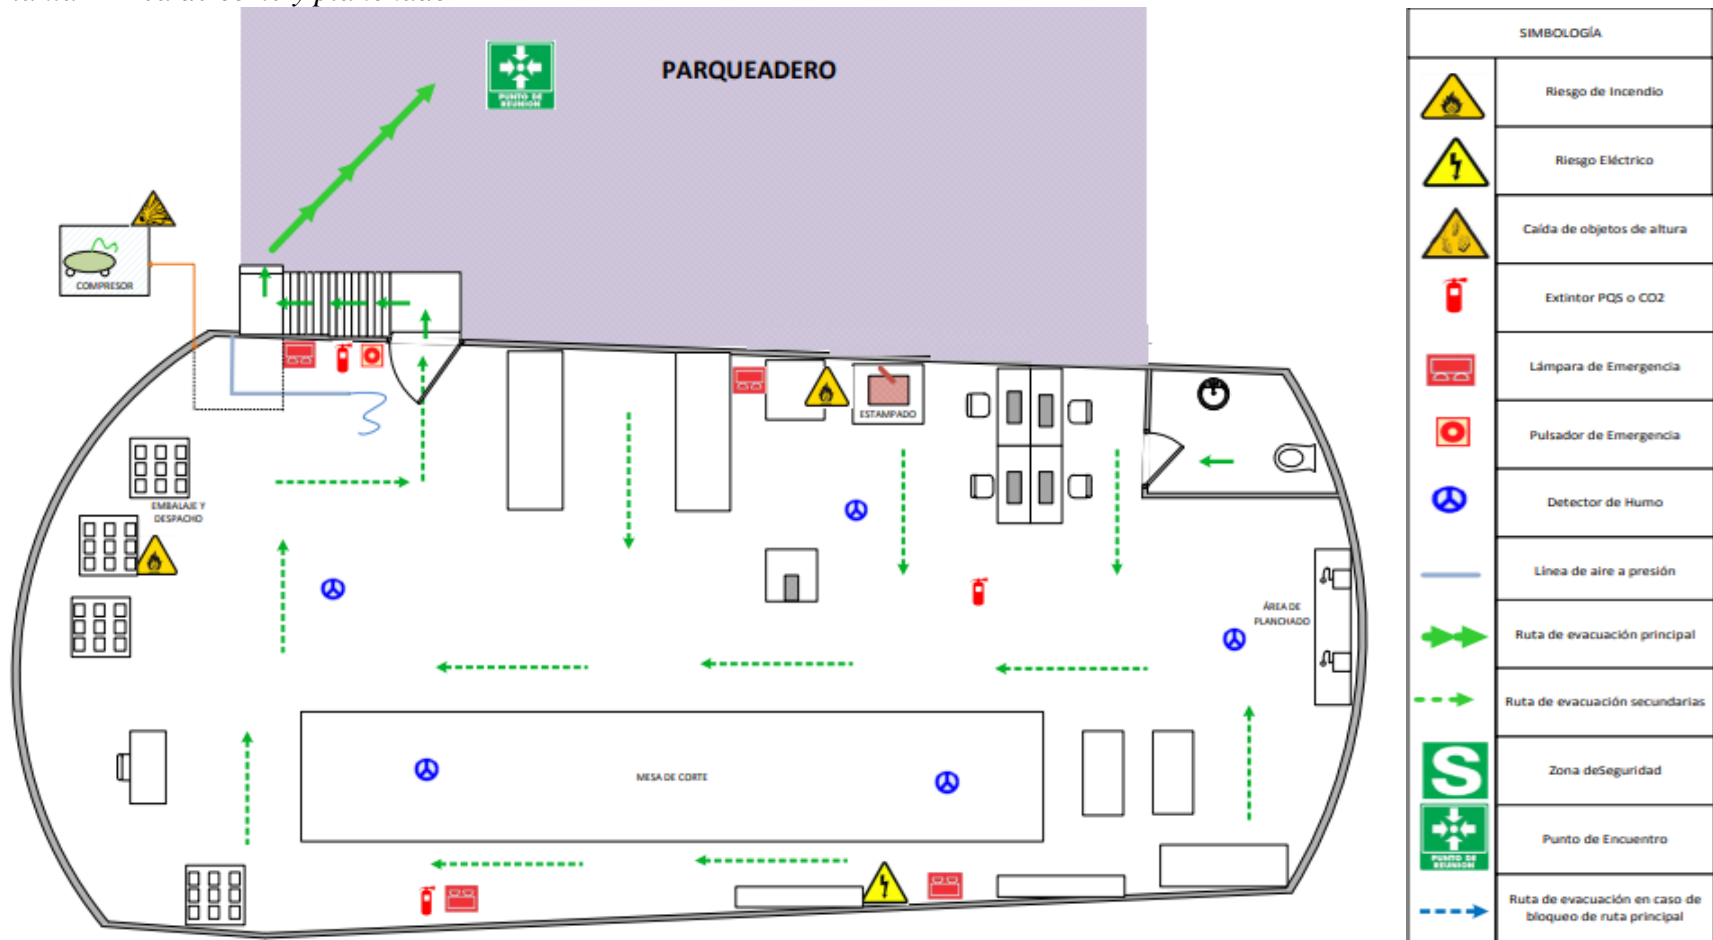 PARQUEADERO
PUNTO DE
REUNION
COMPRESOR
ESTAMPADO
EMBALAJE Y
DESPACHO
ÁREA DE
PLANCHADO
MESA DE CORTE
SIMBOLOGÍA
Riesgo de Incendio
Riesgo Eléctrico
Caída de objetos de altura
Extintor PQS o CO2
Lámpara de Emergencia
Pulsador de Emergencia
Detector de Humo
Línea de aire a presión
Ruta de evacuación principal
Ruta de evacuación secundarias
S
Zona deSeguridad
PUNTO DE
REUNION
Punto de Encuentro
Ruta de evacuación en caso de
bloqueo de ruta principal